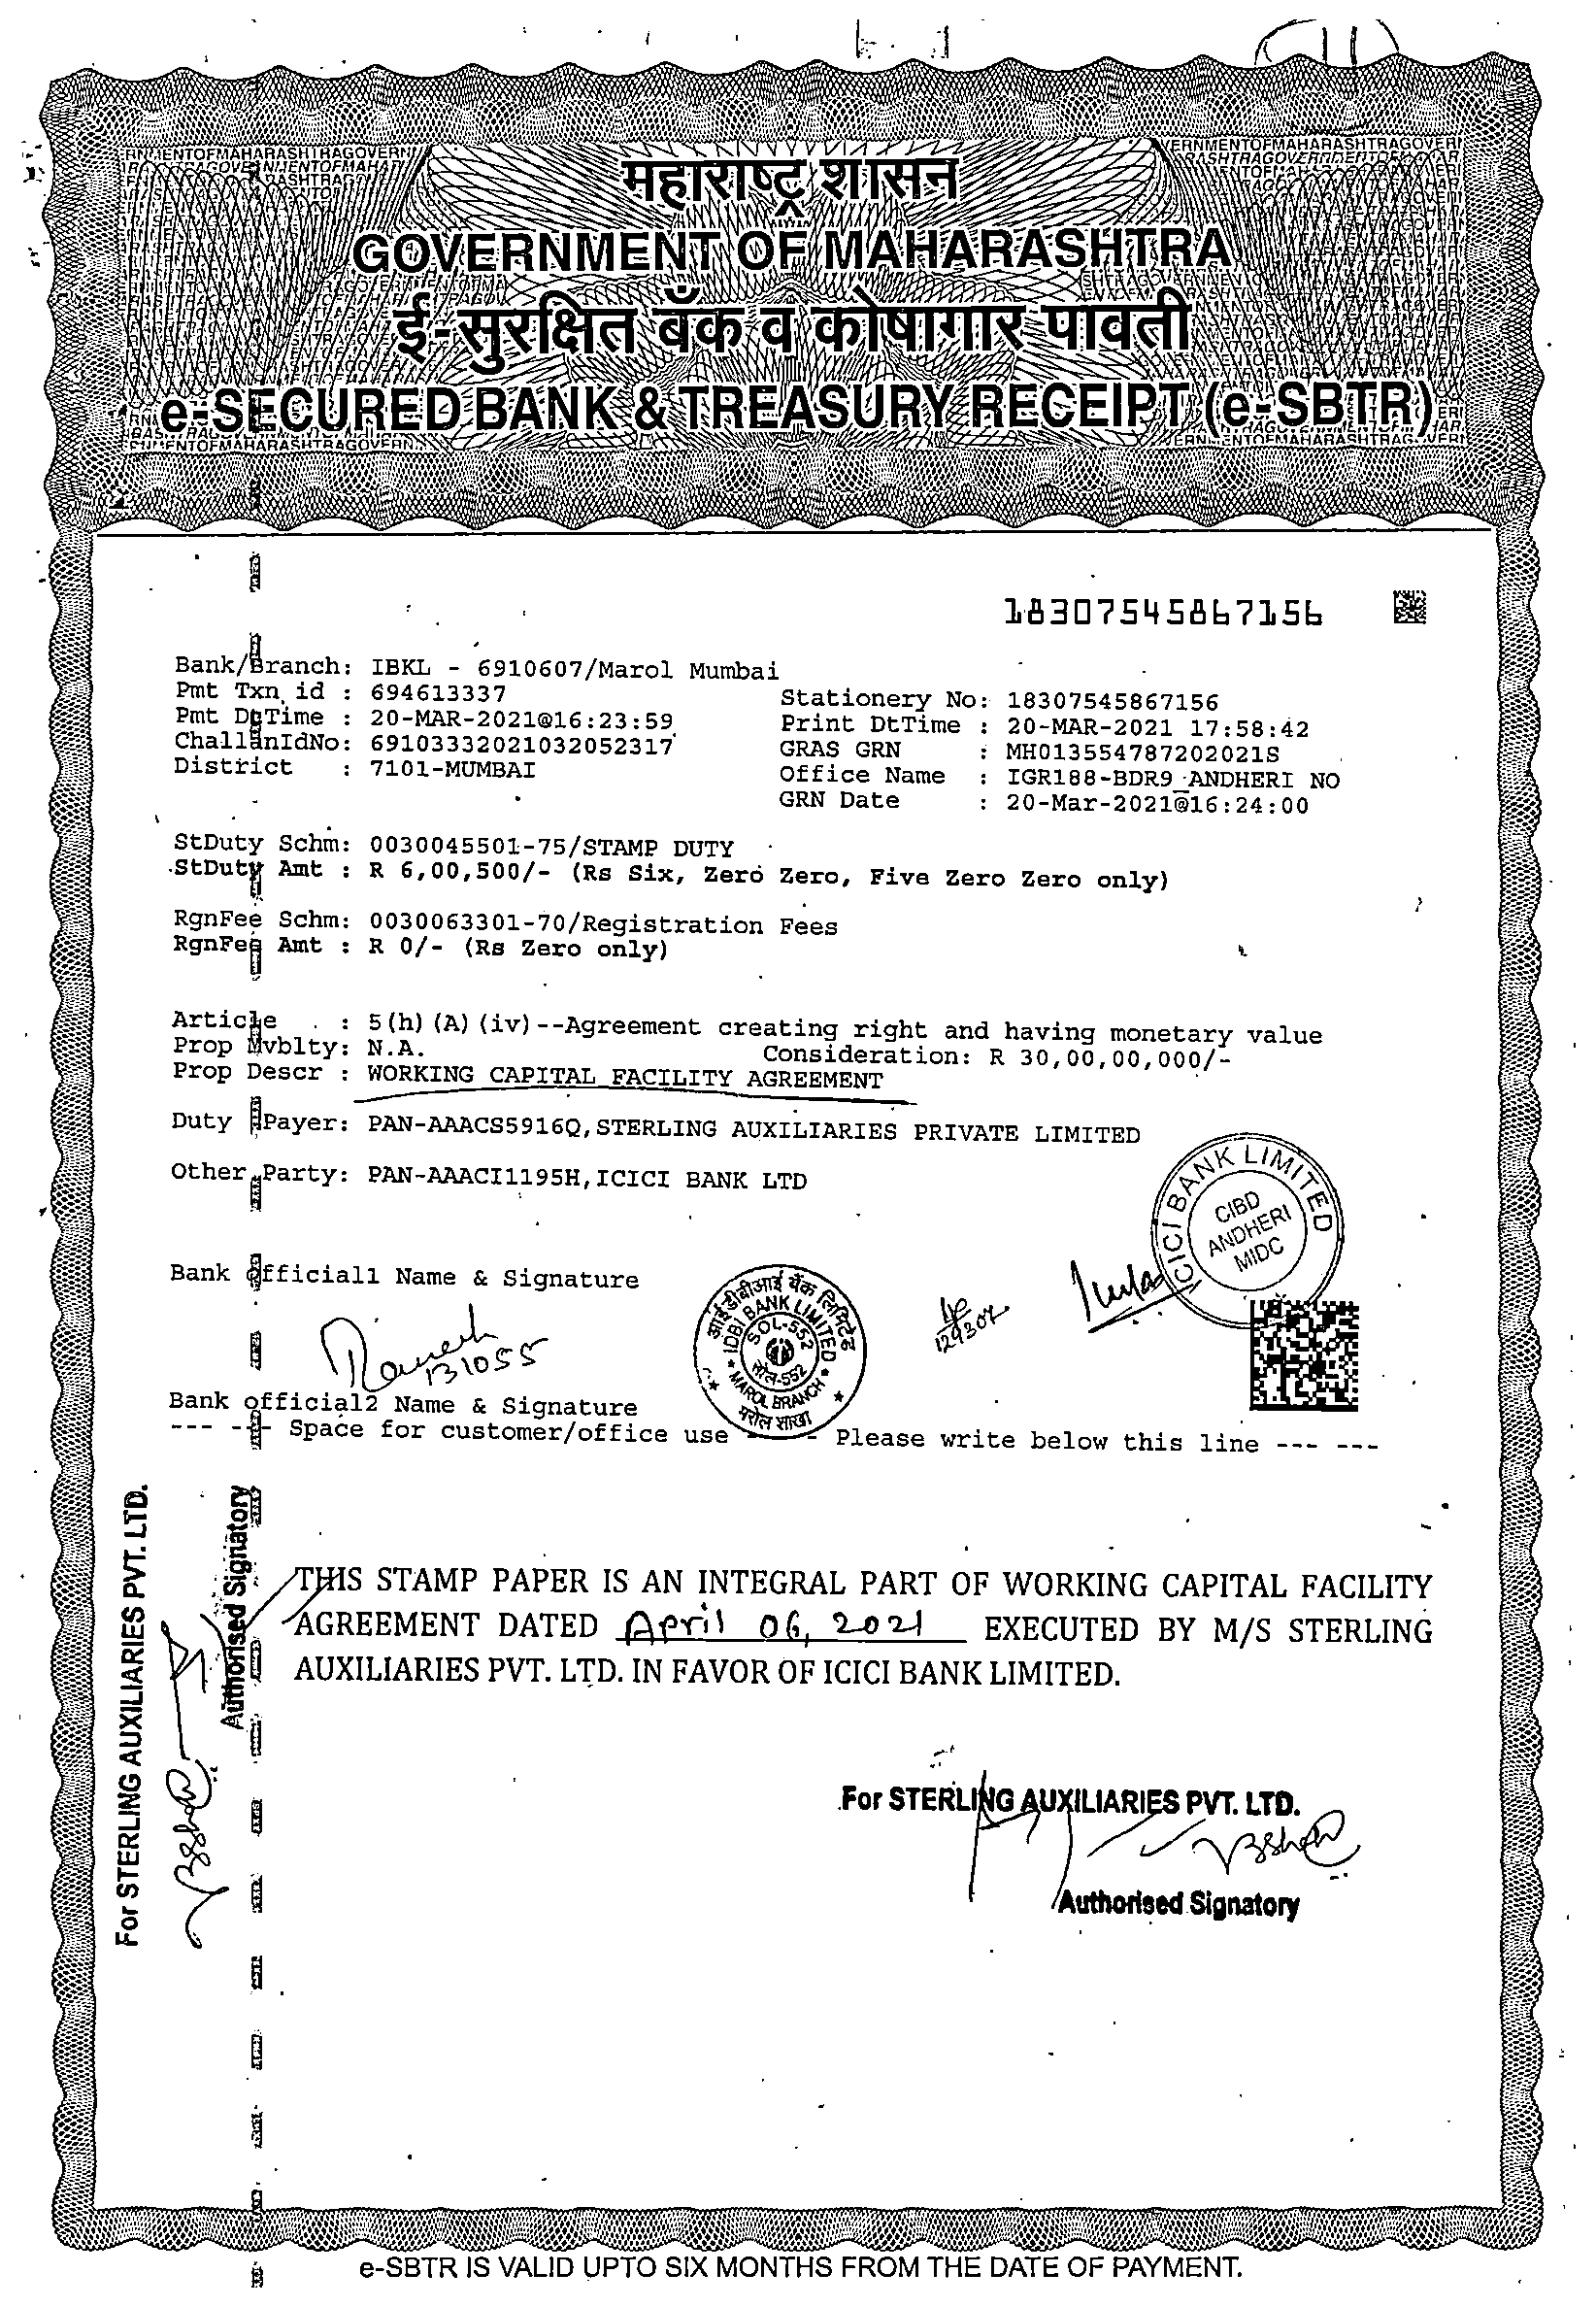 महाराष्ट्र शासन
GOVERNMENT OF MAHARASHTRA
ई-सुरक्षित बँक व कोषागार पावती
e-SECURED BANK & TREASURY RECEIPT (e-SBTR)
18307545867156
Bank/Branch: IBKL - 6910607/Marol Mumbai
Pmt Txn id : 694613337
Stationery No: 18307545867156
Pmt DtTime : 20-MAR-2021@16:23:59
Print DtTime : 20-MAR-2021 17:58:42
ChallanIdNo: 69103332021032052317
GRAS GRN : MH013554787202021S
District : 7101-MUMBAI
Office Name : IGR188-BDR9_ANDHERI NO
GRN Date : 20-Mar-2021@16:24:00
StDuty Schm: 0030045501-75/STAMP DUTY
StDuty Amt : R 6,00,500/- (Rs Six, Zero Zero, Five Zero Zero only)
RgnFee Schm: 0030063301-70/Registration Fees
RgnFee Amt : R 0/- (Rs Zero only)
Article : 5(h)(A)(iv)--Agreement creating right and having monetary value
Prop Mvblty: N.A. Consideration: R 30,00,00,000/-
Prop Descr : WORKING CAPITAL FACILITY AGREEMENT
Duty Payer: PAN-AAACS5916Q,STERLING AUXILIARIES PRIVATE LIMITED
Other Party: PAN-AAACI1195H,ICICI BANK LTD
ICICI BANK LIMITED
CIBD
ANDHERI
MIDC
Bank official1 Name & Signature
आईडीबीआई बैंक लिमिटेड
IDBI BANK LIMITED
SOL-552
सोल-552
MAROL BRANCH
मरोल शाखा
Ramesh
131055
129307
Bank official2 Name & Signature
--- --- Space for customer/office use --- --- Please write below this line --- ---
For STERLING AUXILIARIES PVT. LTD.
Authorised Signatory
THIS STAMP PAPER IS AN INTEGRAL PART OF WORKING CAPITAL FACILITY
AGREEMENT DATED April 06, 2021 EXECUTED BY M/S STERLING
AUXILIARIES PVT. LTD. IN FAVOR OF ICICI BANK LIMITED.
For STERLING AUXILIARIES PVT. LTD.
Authorised Signatory
e-SBTR IS VALID UPTO SIX MONTHS FROM THE DATE OF PAYMENT.